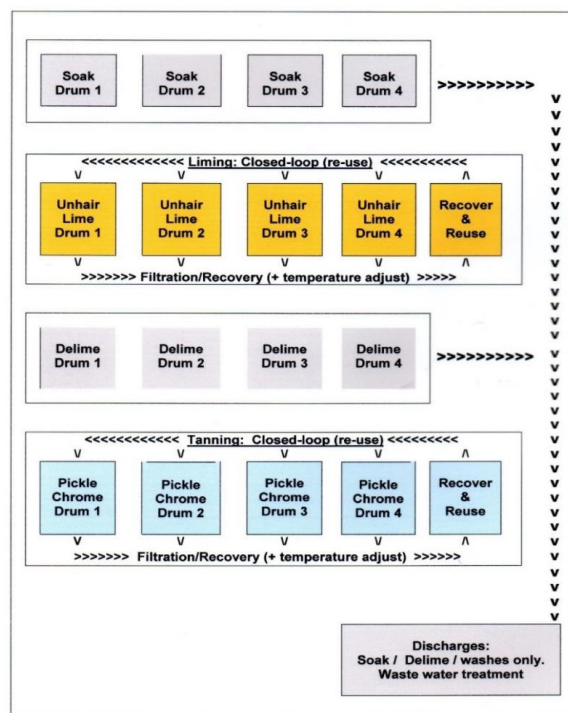 Soak
Drum 1
Soak
Drum 2
Soak
Drum 3
Soak
Drum 4
>>>>>>>>>>
<<<<<<<<<<<<< Liming: Closed-loop (re-use) <<<<<<<<<<<
Unhair
Lime
Drum 1
Unhair
Lime
Drum 2
Unhair
Lime
Drum 3
Unhair
Lime
Drum 4
Recover
&
Reuse
>>>>>>> Filtration/Recovery (+ temperature adjust) >>>>>
Delime
Drum 1
Delime
Drum 2
Delime
Drum 3
Delime
Drum 4
>>>>>>>>>>
<<<<<<<<<<<< Tanning: Closed-loop (re-use) <<<<<<<<<
Pickle
Chrome
Drum 1
Pickle
Chrome
Drum 2
Pickle
Chrome
Drum 3
Pickle
Chrome
Drum 4
Recover
&
Reuse
>>>>>>> Filtration/Recovery (+ temperature adjust) >>>>>>
Discharges:
Soak / Delime / washes only.
Waste water treatment